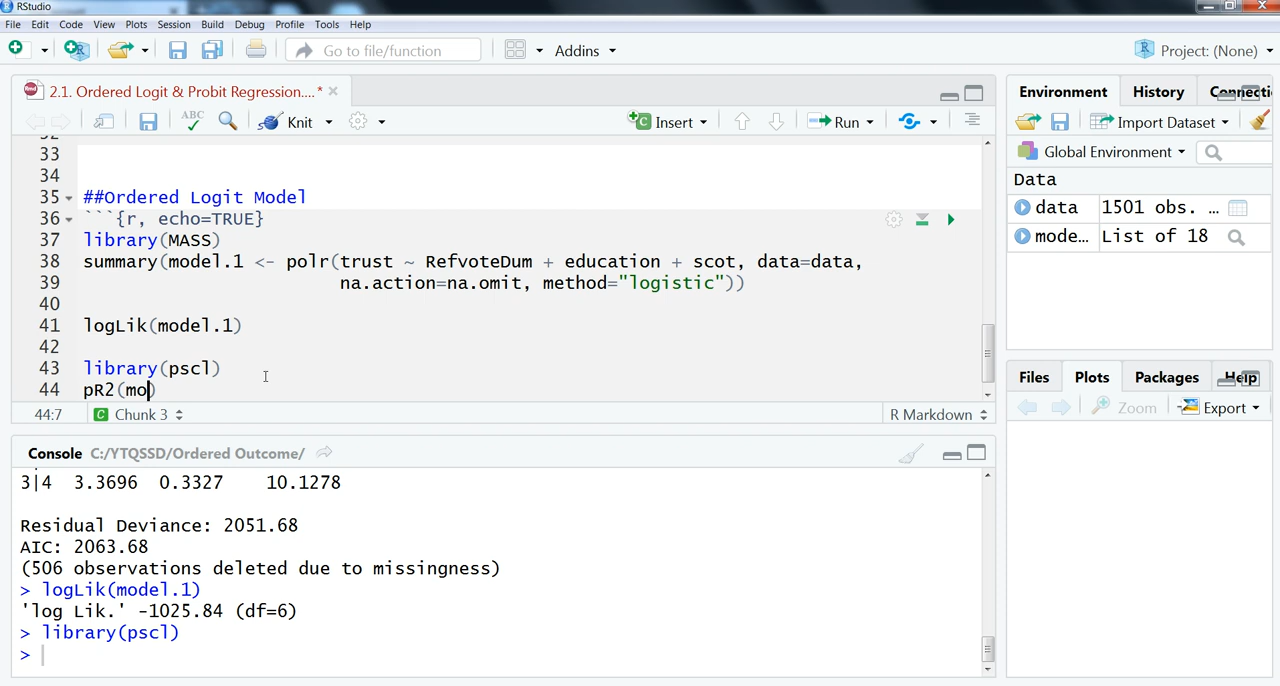 RStudio
File Edit Code View Plots Session Build Debug Profile Tools Help
Go to file/function Addins Project: (None)
2.1. Ordered Logit & Probit Regression....*
ABC Knit Insert Run
33
34
35 ##Ordered Logit Model
36 ```{r, echo=TRUE}
37 library(MASS)
38 summary(model.1 <- polr(trust ~ RefvoteDum + education + scot, data=data,
39 na.action=na.omit, method="logistic"))
40
41 logLik(model.1)
42
43 library(pscl)
44 pR2(mo)
44:7 Chunk 3 R Markdown
Console C:/YTQSSD/Ordered Outcome/
3|4 3.3696 0.3327 10.1278
Residual Deviance: 2051.68
AIC: 2063.68
(506 observations deleted due to missingness)
> logLik(model.1)
'log Lik.' -1025.84 (df=6)
> library(pscl)
>
Environment History Connecti
Import Dataset
Global Environment
Data
data 1501 obs. ...
mode... List of 18
Files Plots Packages Help
Zoom Export